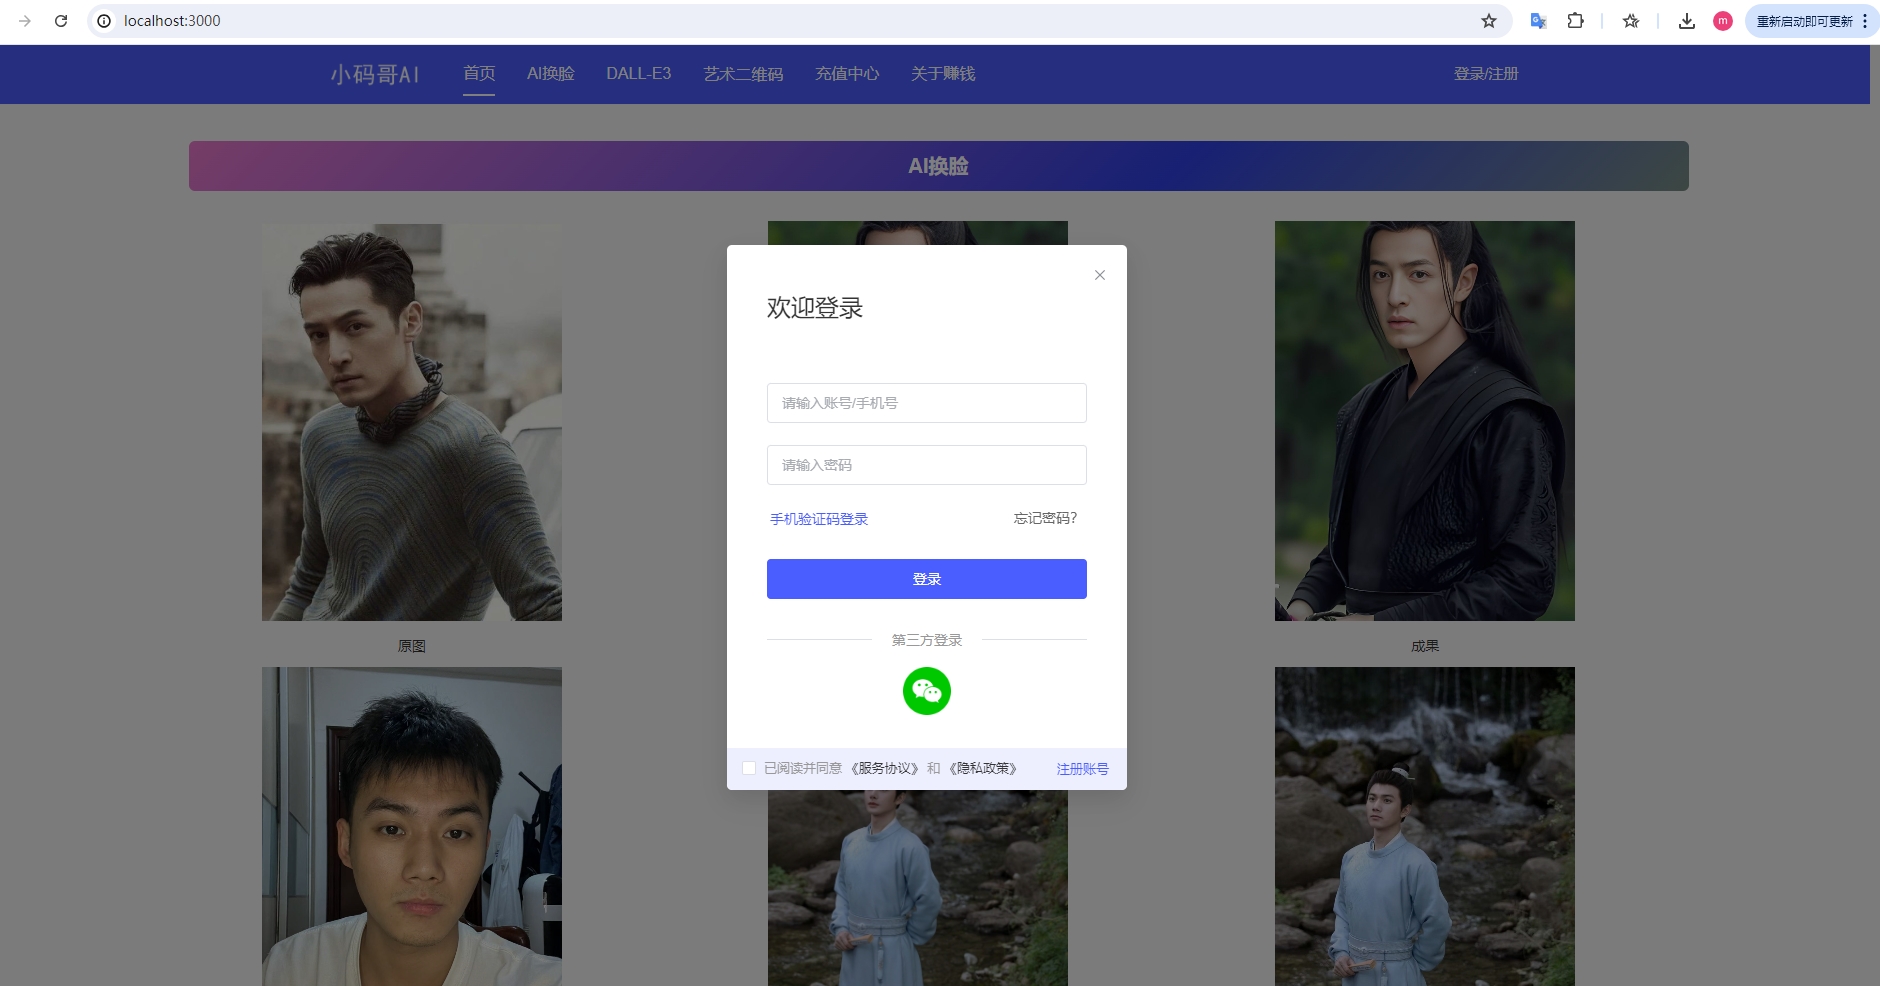 localhost:3000
m
重新启动即可更新
小码哥AI
首页
AI换脸
DALL-E3
艺术二维码
充值中心
关于赚钱
登录/注册
AI换脸
欢迎登录
请输入账号/手机号
请输入密码
手机验证码登录
忘记密码?
登录
第三方登录
已阅读并同意《服务协议》和《隐私政策》
注册账号
原图
成果